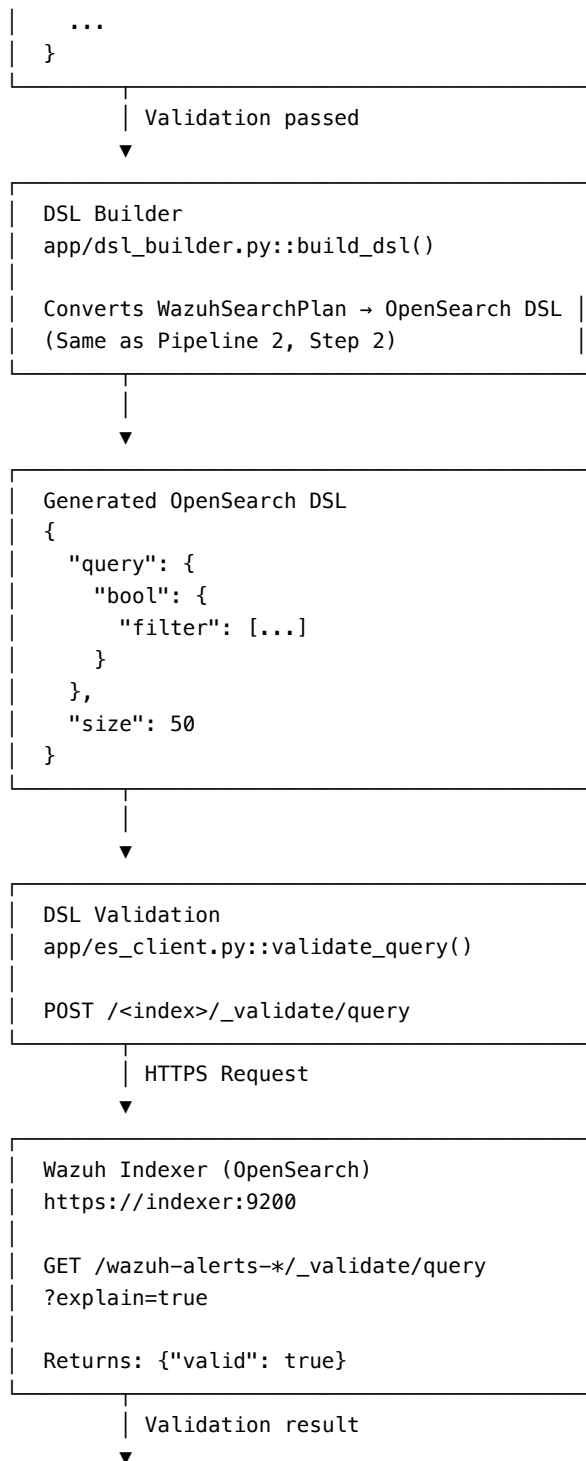 ...
}
Validation passed
DSL Builder
app/dsl_builder.py::build_dsl()
Converts WazuhSearchPlan → OpenSearch DSL
(Same as Pipeline 2, Step 2)
Generated OpenSearch DSL
{
"query": {
"bool": {
"filter": [...]
}
},
"size": 50
}
DSL Validation
app/es_client.py::validate_query()
POST /<index>/_validate/query
HTTPS Request
Wazuh Indexer (OpenSearch)
https://indexer:9200
GET /wazuh-alerts-*/_validate/query
?explain=true
Returns: {"valid": true}
Validation result